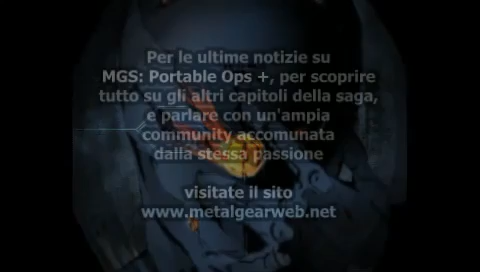 Per le ultime notizie su
MGS: Portable Ops +, per scoprire
tutto su gli altri capitoli della saga,
e parlare con un'ampia
community accomunata
dalla stessa passione
visitate il sito
www.metalgearweb.net